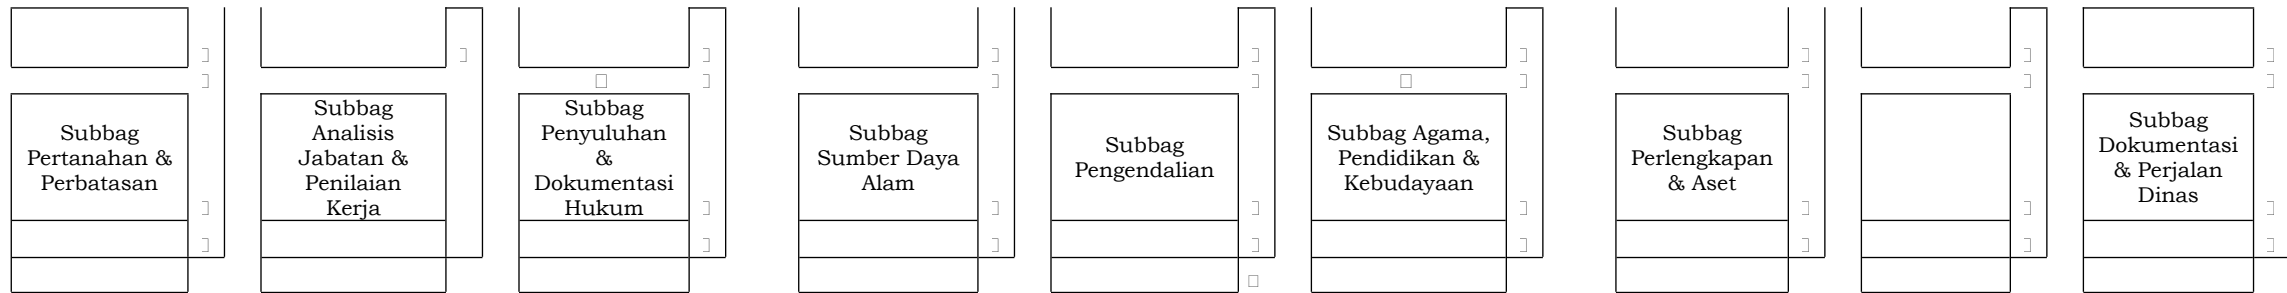 Subbag
Pertanahan &
Perbatasan
Subbag
Analisis
Jabatan &
Penilaian
Kerja
Subbag
Penyuluhan
&
Dokumentasi
Hukum
Subbag
Sumber Daya
Alam
Subbag
Pengendalian
Subbag Agama,
Pendidikan &
Kebudayaan
Subbag
Perlengkapan
& Aset
Subbag
Dokumentasi
& Perjalan
Dinas